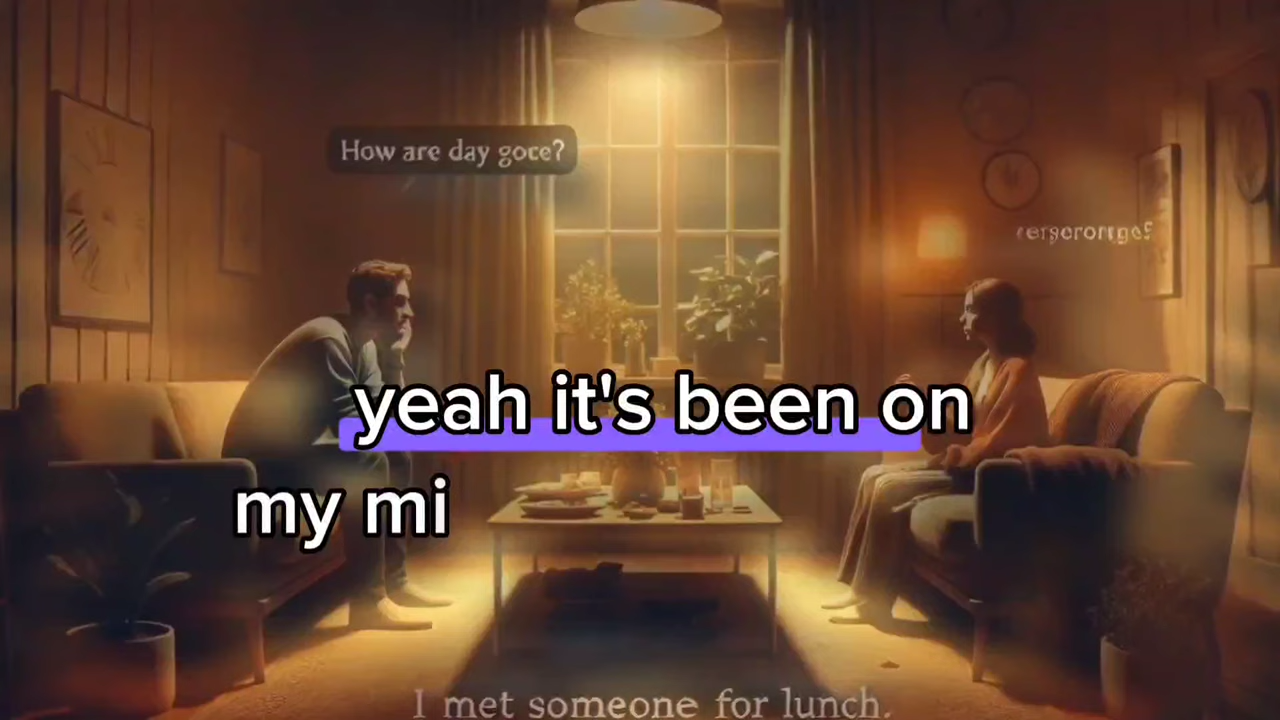 How are day goce?
yeah it's been on
my mi
I met someone for lunch.